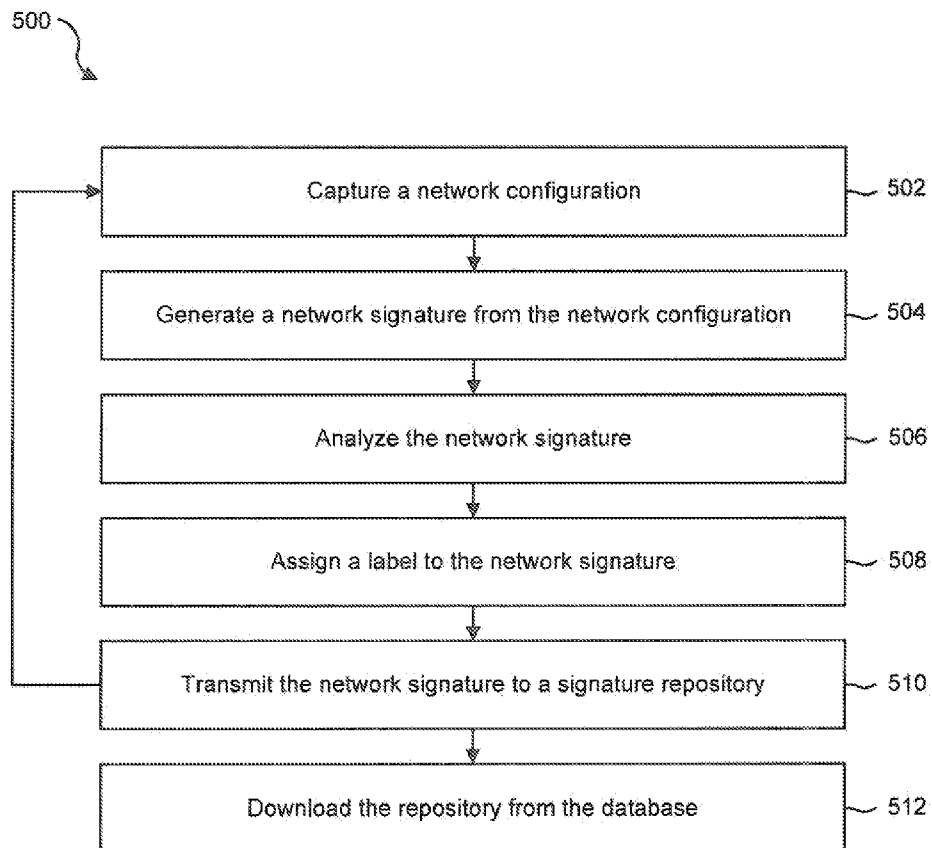 500
Capture a network configuration
502
Generate a network signature from the network configuration
504
Analyze the network signature
506
Assign a label to the network signature
508
Transmit the network signature to a signature repository
510
Download the repository from the database
512